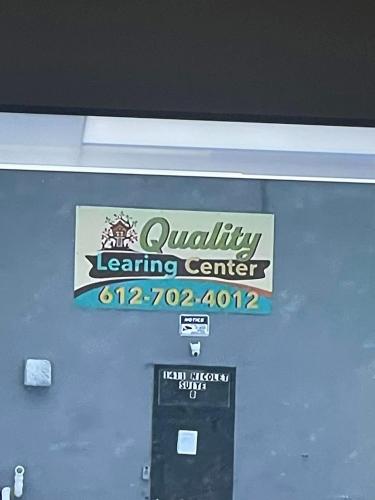 Quality
Learing Center
612-702-4012
NOTICE
1411 NICOLET
SUITE